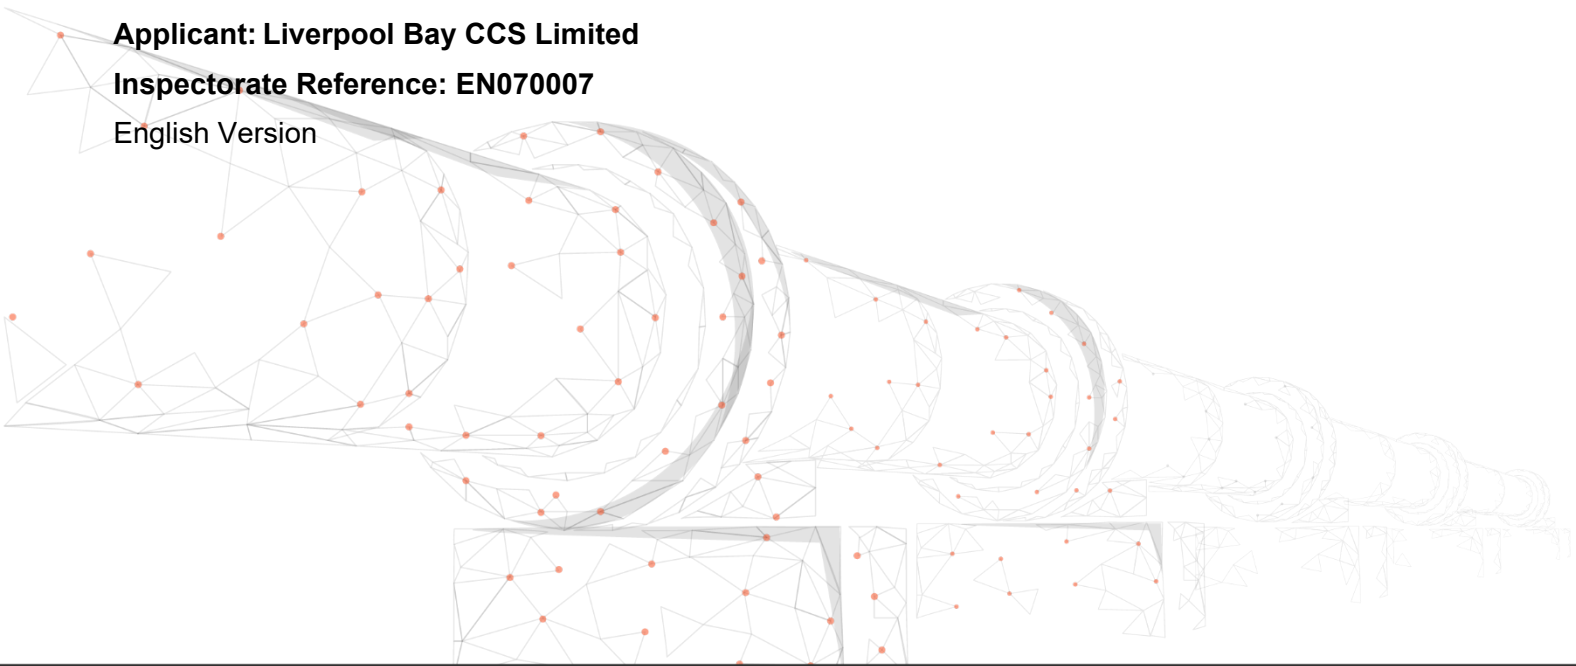 Applicant: Liverpool Bay CCS Limited
Inspectorate Reference: EN070007
English Version